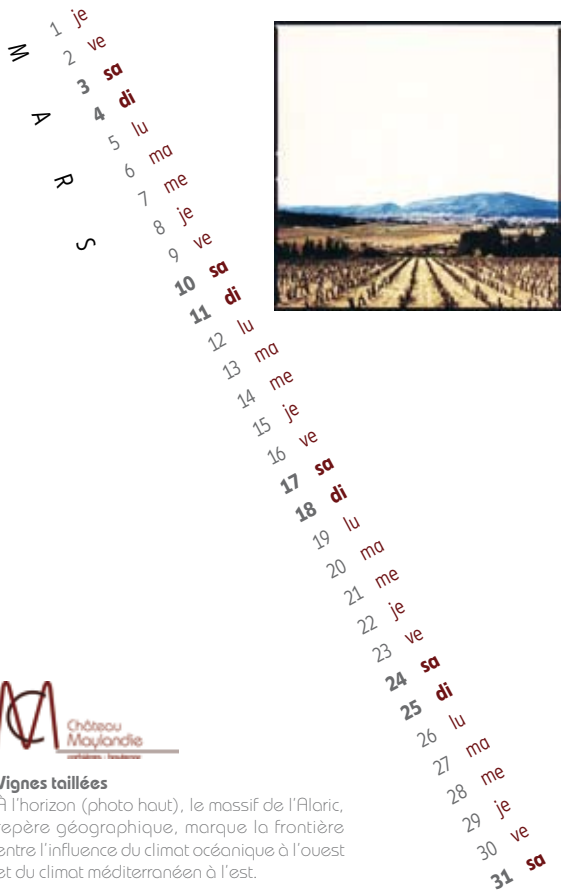 M A R S
1 je
2 ve
3 sa
4 di
5 lu
6 ma
7 me
8 je
9 ve
10 sa
11 di
12 lu
13 ma
14 me
15 je
16 ve
17 sa
18 di
19 lu
20 ma
21 me
22 je
23 ve
24 sa
25 di
26 lu
27 ma
28 me
29 je
30 ve
31 sa
MC
Château
Maylandie
corbières - boutenac
Vignes taillées
À l'horizon (photo haut), le massif de l'Alaric,
repère géographique, marque la frontière
entre l'influence du climat océanique à l'ouest
et du climat méditerranéen à l'est.